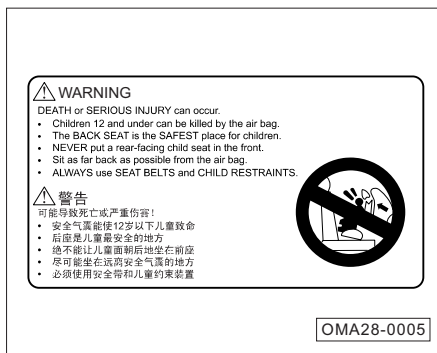 WARNING
DEATH or SERIOUS INJURY can occur.
• Children 12 and under can be killed by the air bag.
• The BACK SEAT is the SAFEST place for children.
• NEVER put a rear-facing child seat in the front.
• Sit as far back as possible from the air bag.
• ALWAYS use SEAT BELTS and CHILD RESTRAINTS.
警告
可能导致死亡或严重伤害!
• 安全气囊能使12岁以下儿童致命
• 后座是儿童最安全的地方
• 绝不能让儿童面朝后地坐在前座
• 尽可能坐在远离安全气囊的地方
• 必须使用安全带和儿童约束装置
OMA28-0005